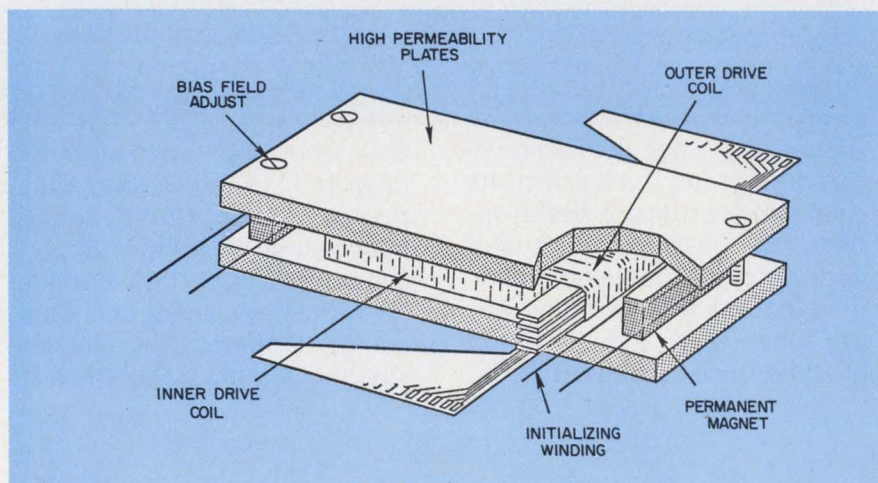 HIGH PERMEABILITY
PLATES
BIAS FIELD
ADJUST
OUTER DRIVE
COIL
INNER DRIVE
COIL
INITIALIZING
WINDING
PERMANENT
MAGNET